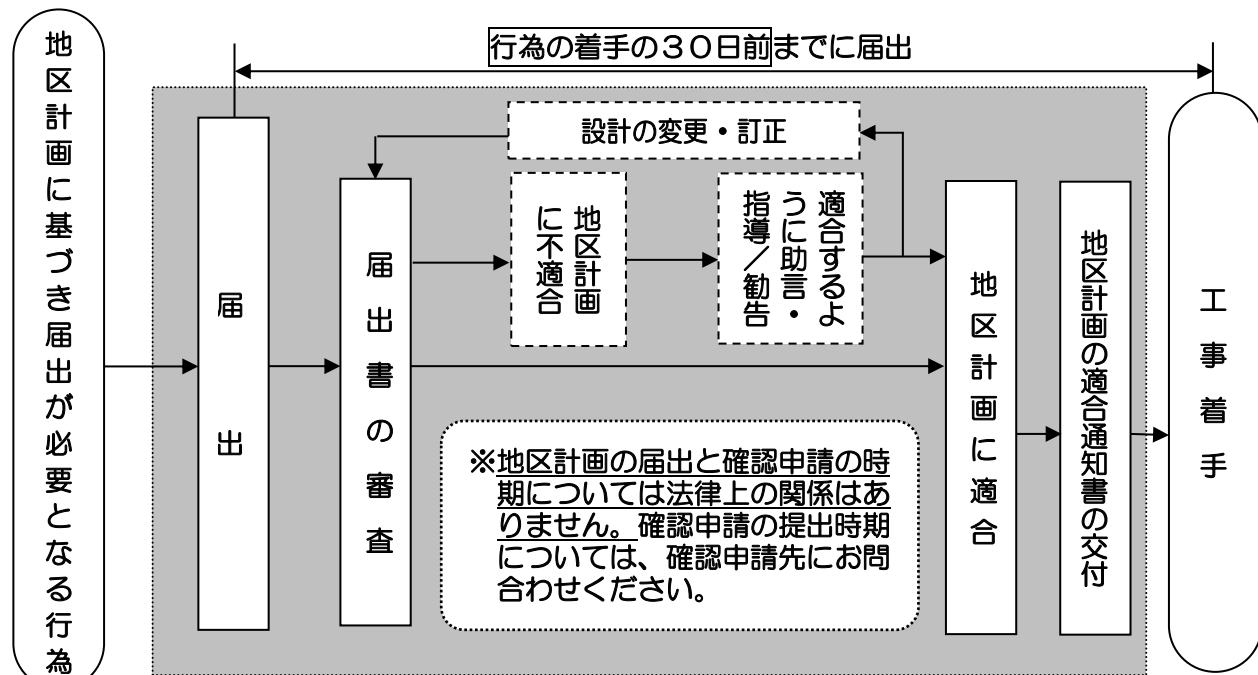 地区計画に基づき届出が必要となる行為
行為の着手の３０日前までに届出
届出
届出書の審査
設計の変更・訂正
地区計画
に不適合
適合するよ
うに助言・
指導／勧告
※地区計画の届出と確認申請の時
期については法律上の関係はあ
りません。確認申請の提出時期
については、確認申請先にお問
合わせください。
地区計画に適合
地区計画の適合通知書の交付
工事着手